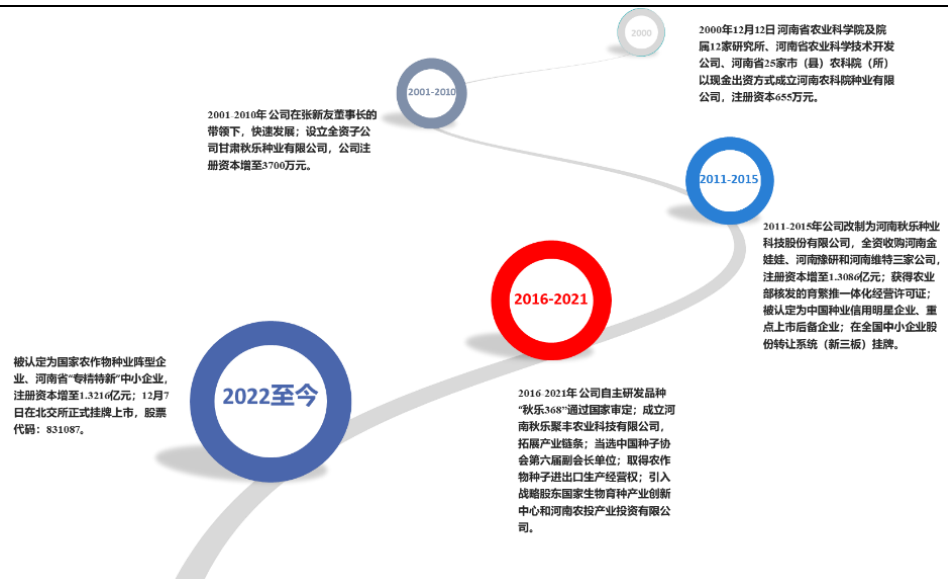 2000
2000年12月12日 河南省农业科学院及院
属12家研究所、河南省农业科学技术开发
公司、河南省25家市（县）农科院（所）
以现金出资方式成立河南农科院种业有限
公司，注册资本655万元。
2001-2010
2001-2010年 公司在张新友董事长的
带领下，快速发展；设立全资子公
司甘肃秋乐种业有限公司，公司注
册资本增至3700万元。
2011-2015
2011-2015年公司改制为河南秋乐种业
科技股份有限公司，全资收购河南金
娃娃、河南豫研和河南维特三家公司，
注册资本增至1.3086亿元；获得农业
部核发的育繁推一体化经营许可证；
被认定为中国种业信用明星企业、重
点上市后备企业；在全国中小企业股
份转让系统（新三板）挂牌。
2016-2021
2016-2021年 公司自主研发品种
“秋乐368”通过国家审定；成立河
南秋乐聚丰农业科技有限公司，
拓展产业链条；当选中国种子协
会第六届副会长单位；取得农作
物种子进出口生产经营权；引入
战略股东国家生物育种产业创新
中心和河南农投产业投资有限公
司。
2022至今
被认定为国家农作物种业阵型企
业、河南省“专精特新”中小企业，
注册资本增至1.3216亿元；12月7
日在北交所正式挂牌上市，股票
代码：831087。